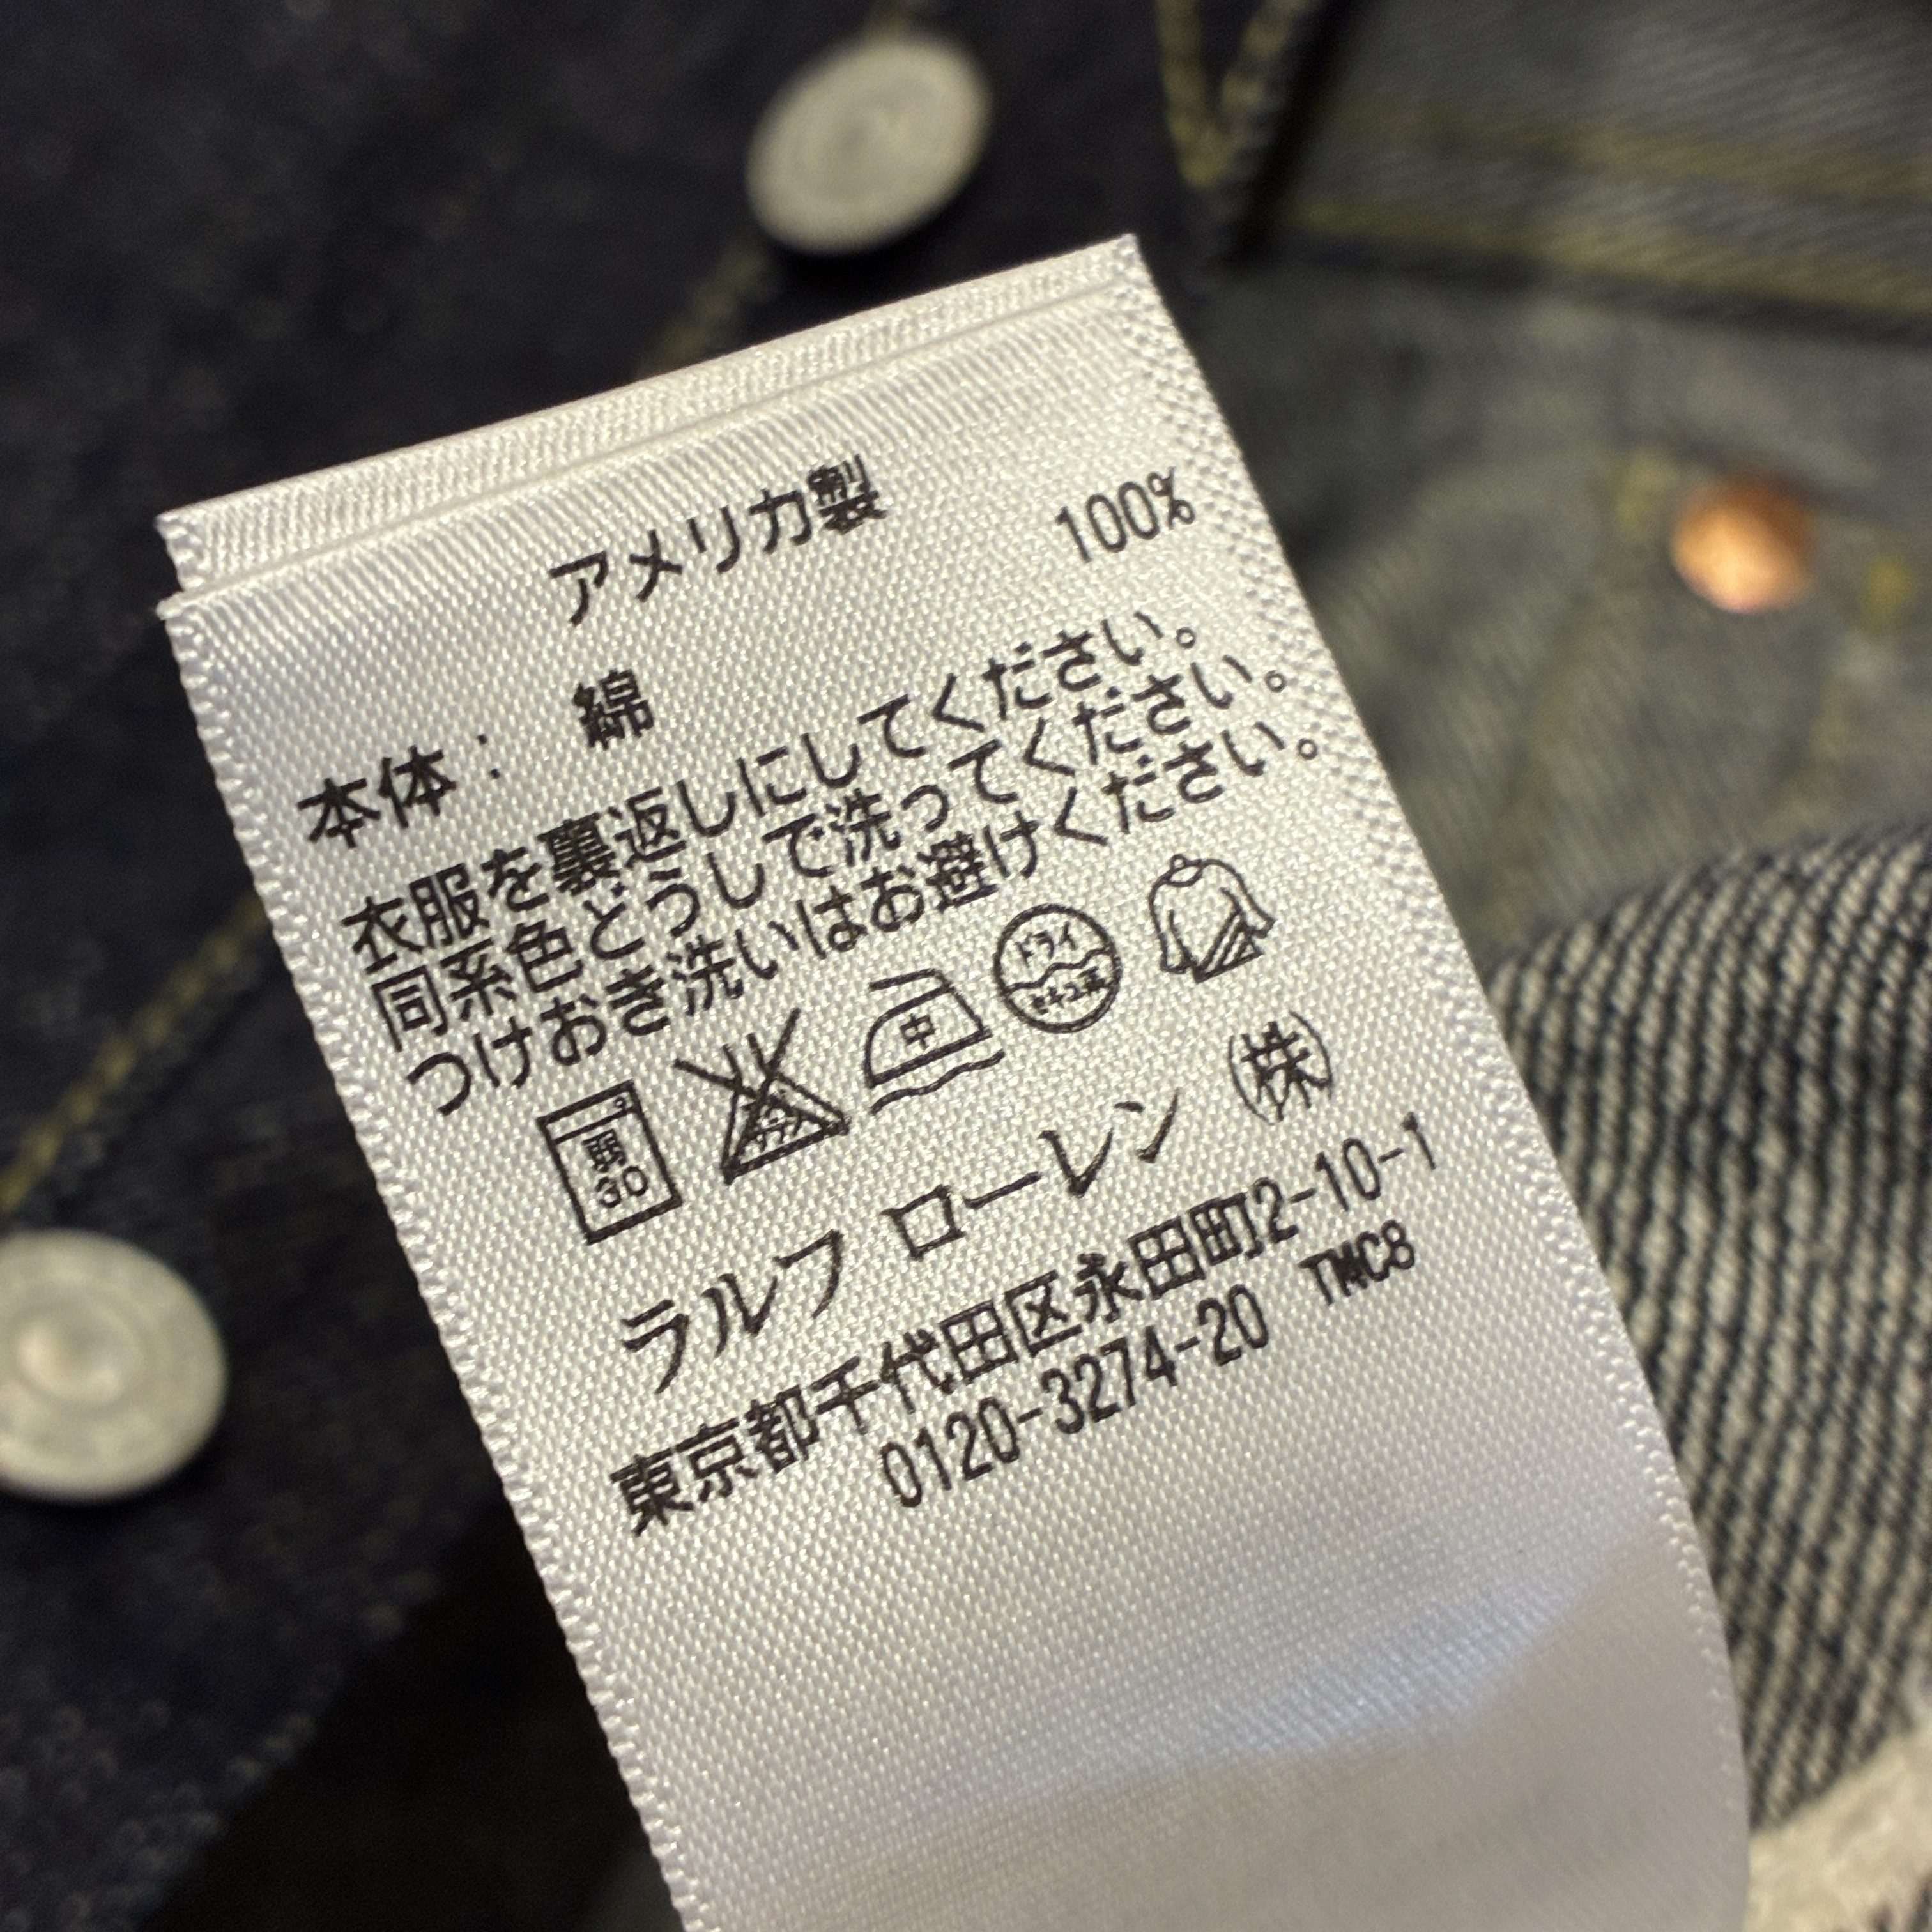 アメリカ製
本体： 綿 100%
衣服を裏返しにしてください。
同系色どうしで洗ってください。
つけおき洗いはお避けください。
弱 30
中
ドライ
ラルフ ローレン (株)
東京都千代田区永田町2-10-1
0120-3274-20 TMC8